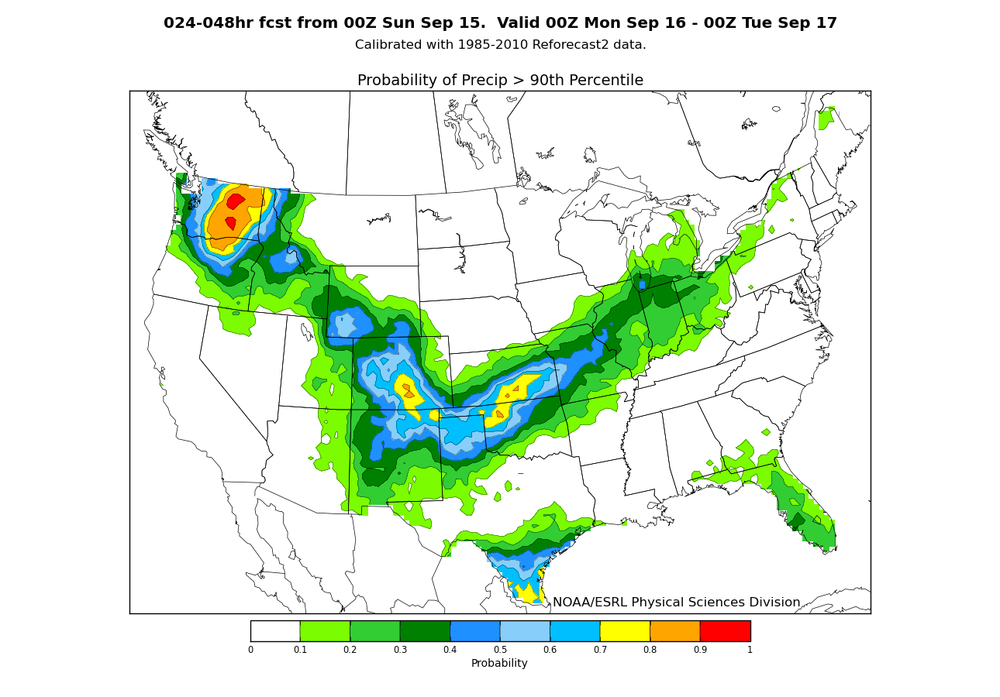 024-048hr fcst from 00Z Sun Sep 15.  Valid 00Z Mon Sep 16 - 00Z Tue Sep 17
Calibrated with 1985-2010 Reforecast2 data.
Probability of Precip > 90th Percentile
NOAA/ESRL Physical Sciences Division
0 0.1 0.2 0.3 0.4 0.5 0.6 0.7 0.8 0.9 1
Probability